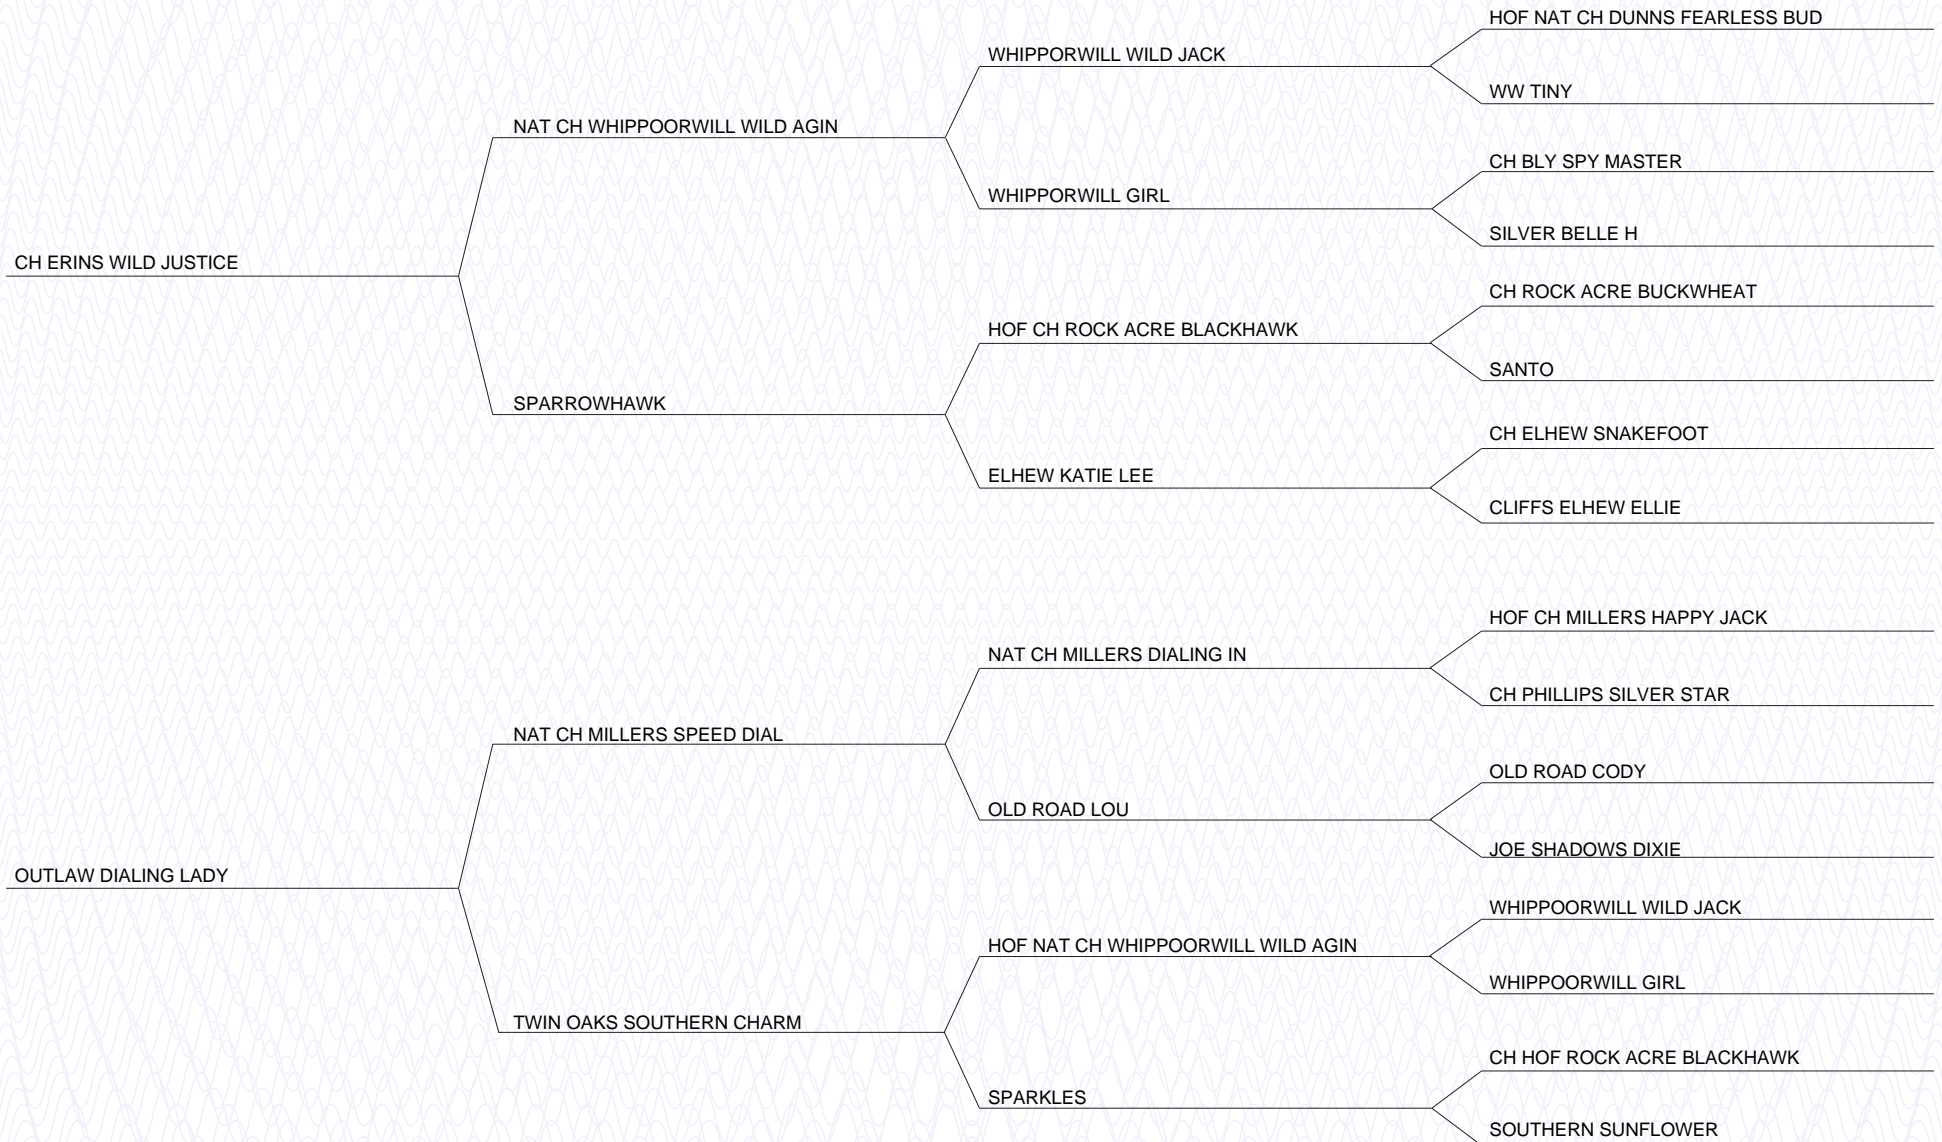 HOF NAT CH DUNNS FEARLESS BUD
WHIPPORWILL WILD JACK
WW TINY
NAT CH WHIPPOORWILL WILD AGIN
CH BLY SPY MASTER
WHIPPORWILL GIRL
SILVER BELLE H
CH ERINS WILD JUSTICE
CH ROCK ACRE BUCKWHEAT
HOF CH ROCK ACRE BLACKHAWK
SANTO
SPARROWHAWK
CH ELHEW SNAKEFOOT
ELHEW KATIE LEE
CLIFFS ELHEW ELLIE
HOF CH MILLERS HAPPY JACK
NAT CH MILLERS DIALING IN
CH PHILLIPS SILVER STAR
NAT CH MILLERS SPEED DIAL
OLD ROAD CODY
OLD ROAD LOU
JOE SHADOWS DIXIE
OUTLAW DIALING LADY
WHIPPOORWILL WILD JACK
HOF NAT CH WHIPPOORWILL WILD AGIN
WHIPPOORWILL GIRL
TWIN OAKS SOUTHERN CHARM
CH HOF ROCK ACRE BLACKHAWK
SPARKLES
SOUTHERN SUNFLOWER